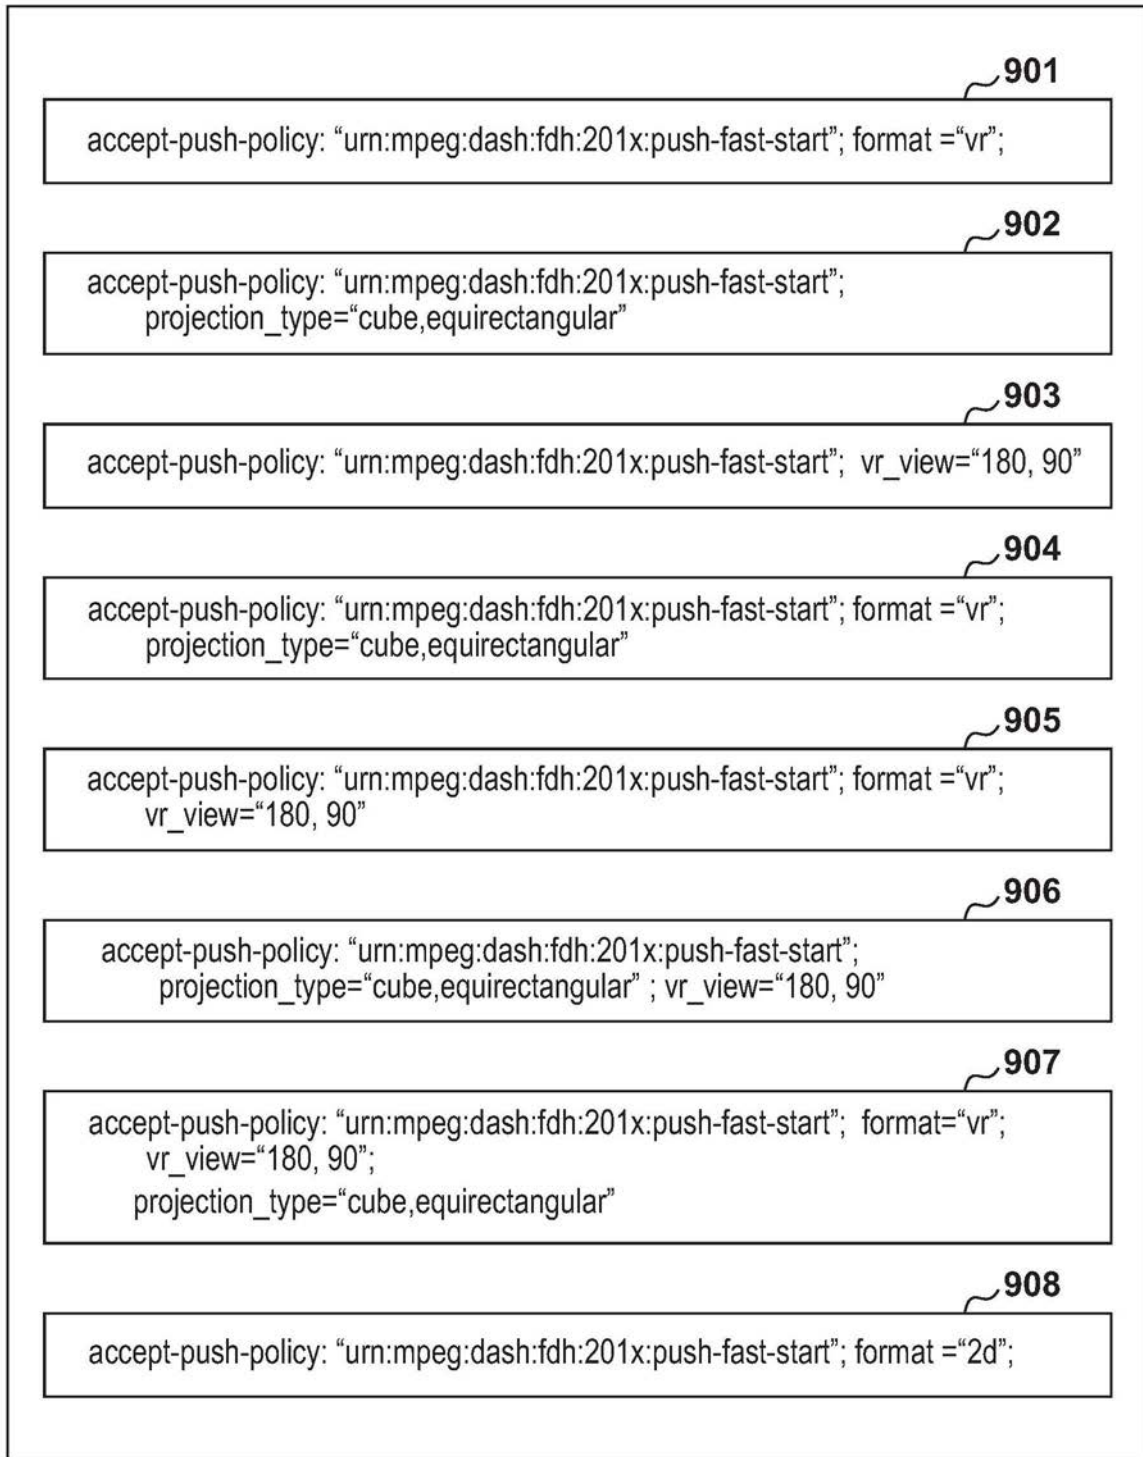 901
accept-push-policy: “urn:mpeg:dash:fdh:201x:push-fast-start”; format =“vr”;
902
accept-push-policy: “urn:mpeg:dash:fdh:201x:push-fast-start”;
projection_type=“cube,equirectangular”
903
accept-push-policy: “urn:mpeg:dash:fdh:201x:push-fast-start”; vr_view=“180, 90”
904
accept-push-policy: “urn:mpeg:dash:fdh:201x:push-fast-start”; format =“vr”;
projection_type=“cube,equirectangular”
905
accept-push-policy: “urn:mpeg:dash:fdh:201x:push-fast-start”; format =“vr”;
vr_view=“180, 90”
906
accept-push-policy: “urn:mpeg:dash:fdh:201x:push-fast-start”;
projection_type=“cube,equirectangular” ; vr_view=“180, 90”
907
accept-push-policy: “urn:mpeg:dash:fdh:201x:push-fast-start”; format=“vr”;
vr_view=“180, 90”;
projection_type=“cube,equirectangular”
908
accept-push-policy: “urn:mpeg:dash:fdh:201x:push-fast-start”; format =“2d”;